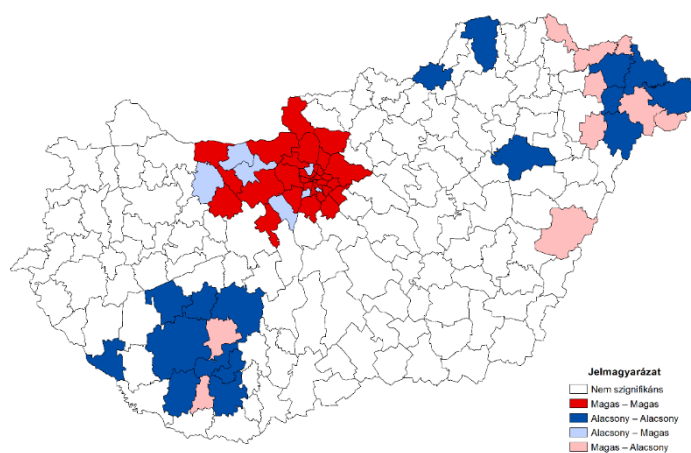 Jelmagyarázat
Nem szignifikáns
Magas – Magas
Alacsony – Alacsony
Alacsony – Magas
Magas – Alacsony